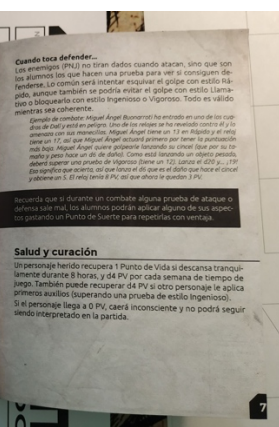 Cuando toca defender...
Los enemigos (PNJ) no tiran dados cuando atacan, sino que son
los alumnos los que hacen una prueba para ver si consiguen de-
fenderse. Lo común será intentar esquivar el golpe con estilo Rá-
pido, aunque también se podría evitar el golpe con estilo Llama-
tivo o bloquearlo con estilo Ingenioso o Vigoroso. Todo es válido
mientras sea coherente.
Ejemplo de combate: Miguel Ángel Buonarroti ha entrado en uno de los cua-
dros de Dalí y está en peligro. Uno de los relojes se ha revelado contra él y lo
amenaza con sus manecillas. Miguel Ángel tiene un 13 en Rápido y el reloj
tiene un 17, así que Miguel Ángel actuará primero por tener la puntuación
más baja. Miguel Ángel quiere golpearle lanzando su cincel (que por su ta-
maño y peso hace un d6 de daño). Como está lanzando un objeto pesado,
deberá superar una prueba de Vigoroso (tiene un 12). Lanza el d20 y... ¡19!
Eso significa que acierta, así que lanza el d6 que es el daño que hace el cincel
y obtiene un 5. El reloj tenía 8 PV, así que ahora le quedan 3 PV.
Recuerda que si durante un combate alguna prueba de ataque o
defensa sale mal, los alumnos podrán aplicar alguno de sus aspec-
tos gastando un Punto de Suerte para repetirlas con ventaja.
Salud y curación
Un personaje herido recupera 1 Punto de Vida si descansa tranqui-
lamente durante 8 horas, y d4 PV por cada semana de tiempo de
juego. También puede recuperar d4 PV si otro personaje le aplica
primeros auxilios (superando una prueba de estilo Ingenioso).
Si el personaje llega a 0 PV, caerá inconsciente y no podrá seguir
siendo interpretado en la partida.
7